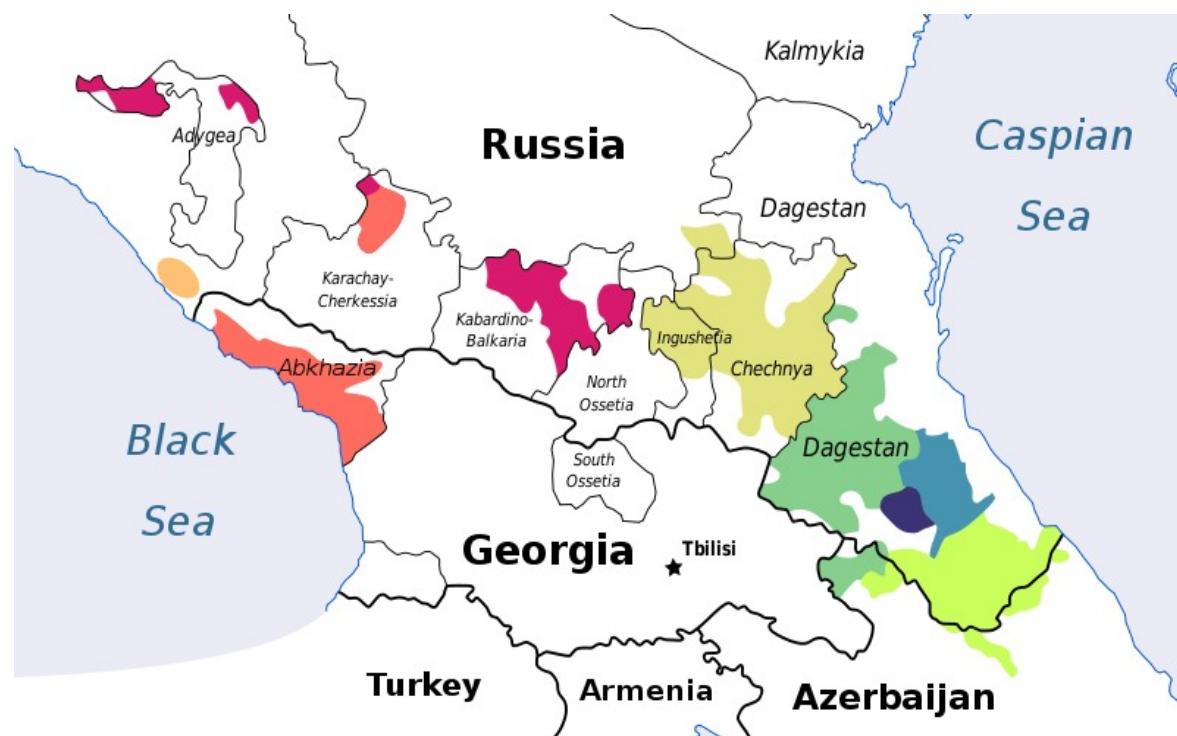 Kalmykia
Russia
Caspian
Sea
Adygea
Dagestan
Karachay-
Cherkessia
Kabardino-
Balkaria
Ingushetia
Chechnya
Abkhazia
North
Ossetia
Black
Sea
South
Ossetia
Dagestan
Georgia
Tbilisi
Turkey
Armenia
Azerbaijan